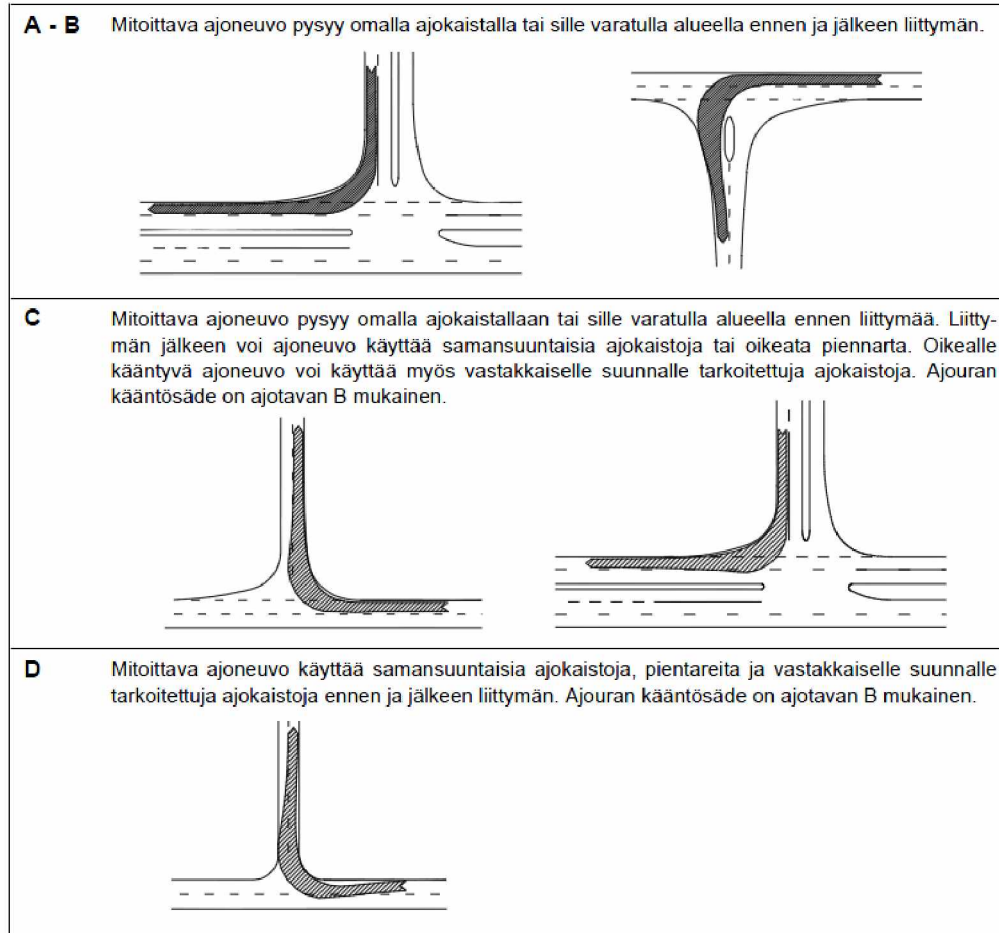 A - B Mitoittava ajoneuvo pysyy omalla ajokaistalla tai sille varatulla alueella ennen ja jälkeen liittymän.
C Mitoittava ajoneuvo pysyy omalla ajokaistallaan tai sille varatulla alueella ennen liittymää. Liitty-
män jälkeen voi ajoneuvo käyttää samansuuntaisia ajokaistoja tai oikeata piennarta. Oikealle
kääntyvä ajoneuvo voi käyttää myös vastakkaiselle suunnalle tarkoitettuja ajokaistoja. Ajouran
kääntösäde on ajotavan B mukainen.
D Mitoittava ajoneuvo käyttää samansuuntaisia ajokaistoja, pientareita ja vastakkaiselle suunnalle
tarkoitettuja ajokaistoja ennen ja jälkeen liittymän. Ajouran kääntösäde on ajotavan B mukainen.